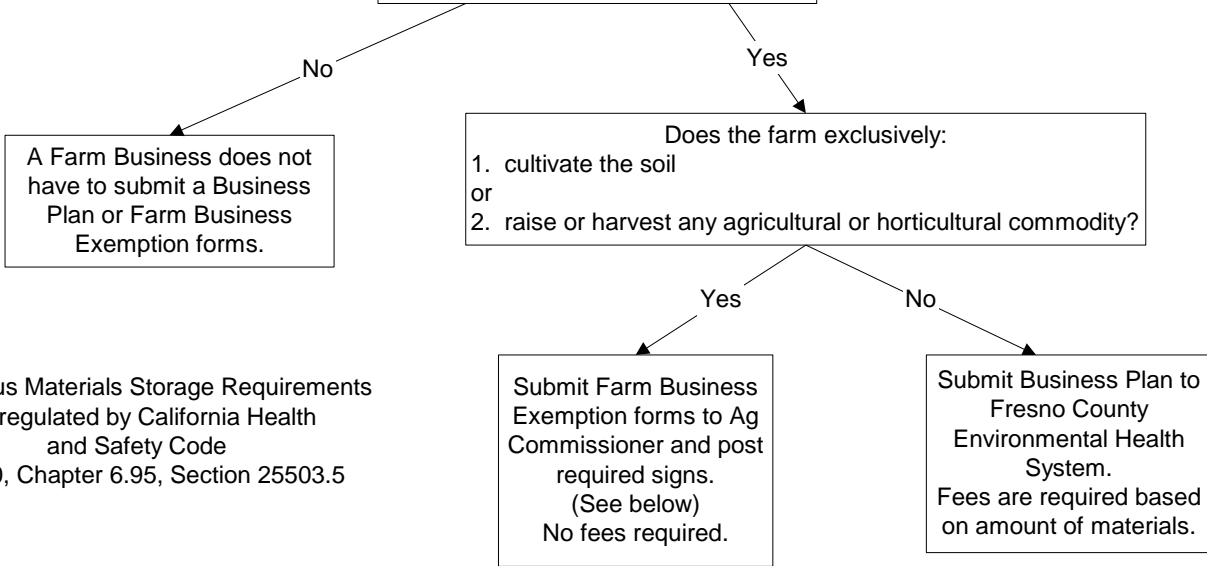 No
Yes
A Farm Business does not
have to submit a Business
Plan or Farm Business
Exemption forms.
Does the farm exclusively:
1. cultivate the soil
or
2. raise or harvest any agricultural or horticultural commodity?
Yes
No
us Materials Storage Requirements
regulated by California Health
and Safety Code
, Chapter 6.95, Section 25503.5
Submit Farm Business
Exemption forms to Ag
Commissioner and post
required signs.
(See below)
No fees required.
Submit Business Plan to
Fresno County
Environmental Health
System.
Fees are required based
on amount of materials.